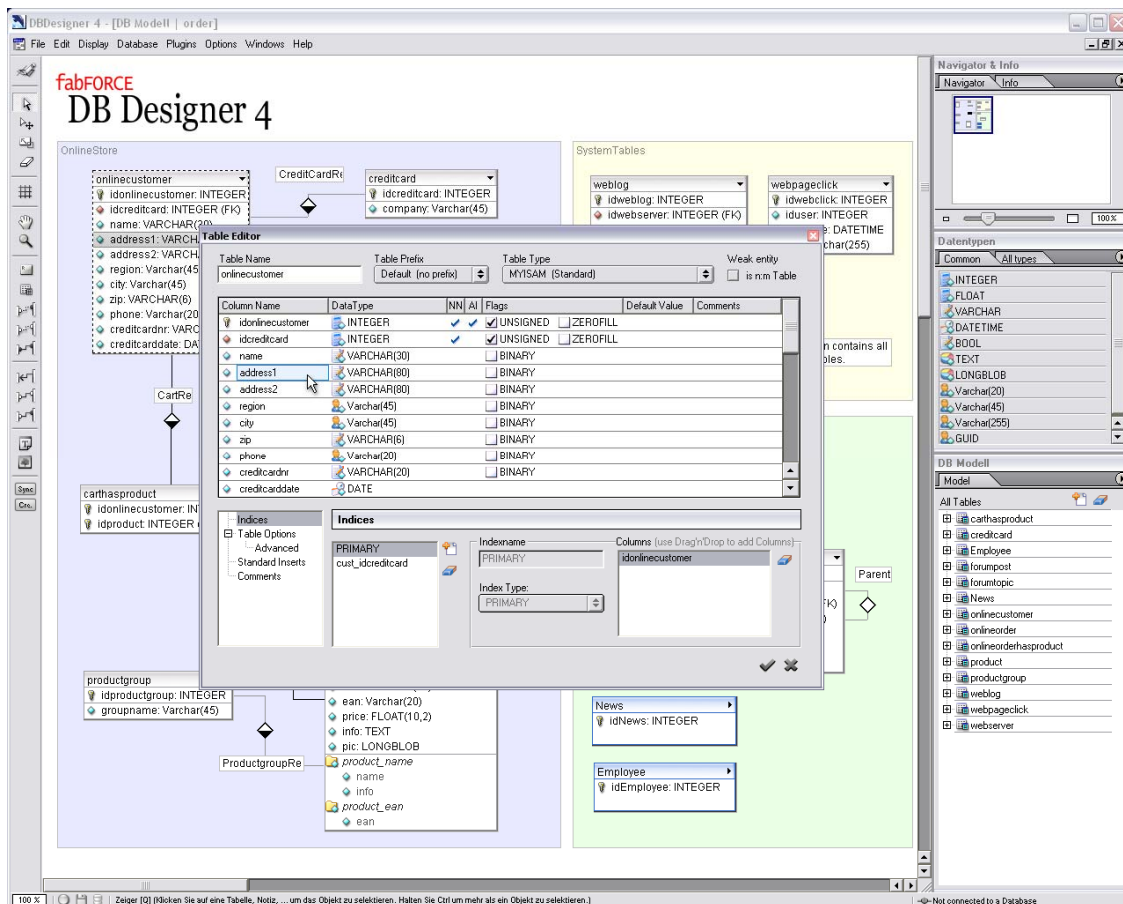 DBDesigner 4 - [DB Modell | order]
File Edit Display Database Plugins Options Windows Help
fabFORCE
DB Designer 4
OnlineStore
onlinecustomer
idonlinecustomer: INTEGER
idcreditcard: INTEGER (FK)
name: VARCHAR(30)
address1: VARCH
address2: VARCH
region: Varchar(45
city: Varchar(45)
zip: VARCHAR(6)
phone: Varchar(20
creditcardnr: VARC
creditcarddate: DA
CreditCardRe
creditcard
idcreditcard: INTEGER
company: Varchar(45)
CartRe
carthasproduct
idonlinecustomer: IN
idproduct: INTEGER
productgroup
idproductgroup: INTEGER
groupname: Varchar(45)
ProductgroupRe
ean: Varchar(20)
price: FLOAT(10,2)
info: TEXT
pic: LONGBLOB
product_name
name
info
product_ean
ean
SystemTables
weblog
idweblog: INTEGER
idwebserver: INTEGER (FK)
webpageclick
idwebclick: INTEGER
iduser: INTEGER
e: DATETIME
char(255)
n contains all
bles.
FK)
Parent
News
idNews: INTEGER
Employee
idEmployee: INTEGER
Table Editor
Table Name
Table Prefix
Table Type
Weak entity
onlinecustomer
Default (no prefix)
MYISAM (Standard)
is n:m Table
Column Name DataType NN AI Flags Default Value Comments
idonlinecustomer INTEGER UNSIGNED ZEROFILL
idcreditcard INTEGER UNSIGNED ZEROFILL
name VARCHAR(30) BINARY
address1 VARCHAR(80) BINARY
address2 VARCHAR(80) BINARY
region Varchar(45) BINARY
city Varchar(45) BINARY
zip VARCHAR(6) BINARY
phone Varchar(20) BINARY
creditcardnr VARCHAR(20) BINARY
creditcarddate DATE
Indices
Table Options
Advanced
Standard Inserts
Comments
Indices
PRIMARY
cust_idcreditcard
Indexname
PRIMARY
Index Type:
PRIMARY
Columns (use Drag'n'Drop to add Columns)
idonlinecustomer
Navigator & Info
Navigator Info
100%
Datentypen
Common All types
INTEGER
FLOAT
VARCHAR
DATETIME
BOOL
TEXT
LONGBLOB
Varchar(20)
Varchar(45)
Varchar(255)
GUID
DB Modell
Model
All Tables
carthasproduct
creditcard
Employee
forumpost
forumtopic
News
onlinecustomer
onlineorder
onlineorderhasproduct
product
productgroup
weblog
webpageclick
webserver
Sync
Cre.
100 %
Zeiger [Q] (Klicken Sie auf eine Tabelle, Notiz, ... um das Objekt zu selektieren. Halten Sie Ctrl um mehr als ein Objekt zu selektieren.)
Not connected to a Database